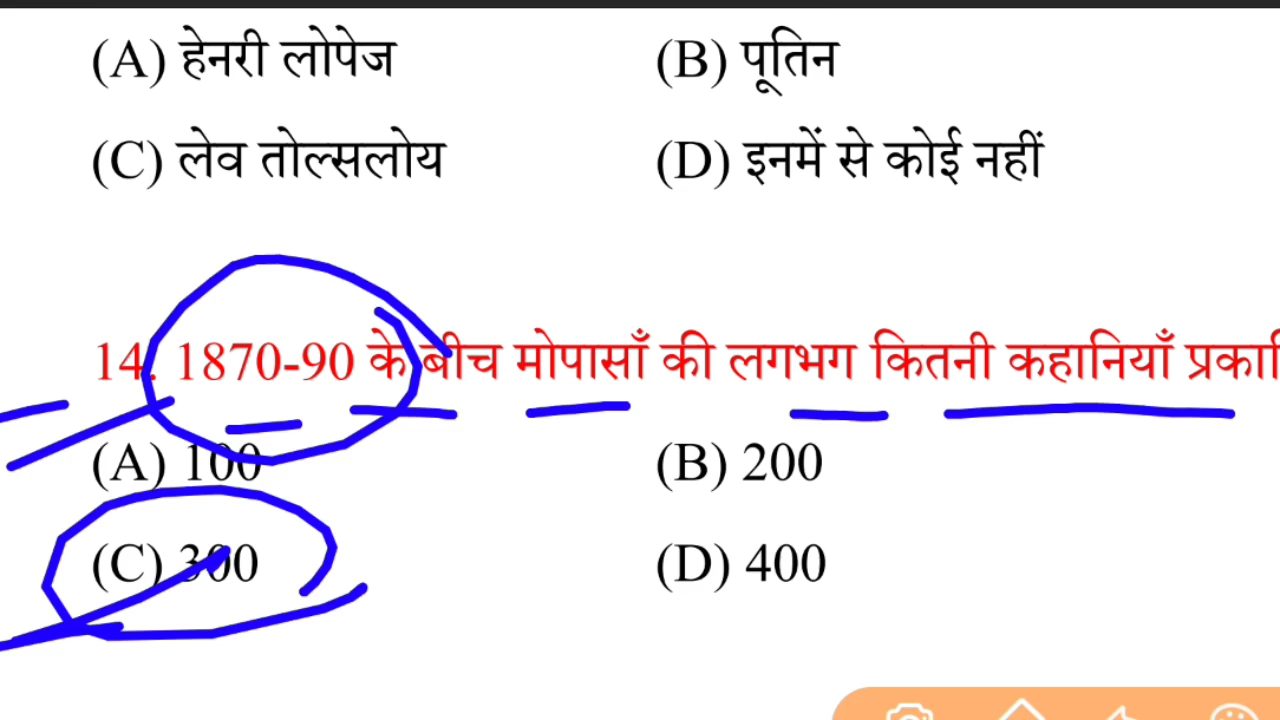 (A) हेनरी लोपेज (B) पूतिन
(C) लेव तोल्सलोय (D) इनमें से कोई नहीं
14. 1870-90 के बीच मोपासाँ की लगभग कितनी कहानियाँ
(A) 100 (B) 200
(C) 300 (D) 400